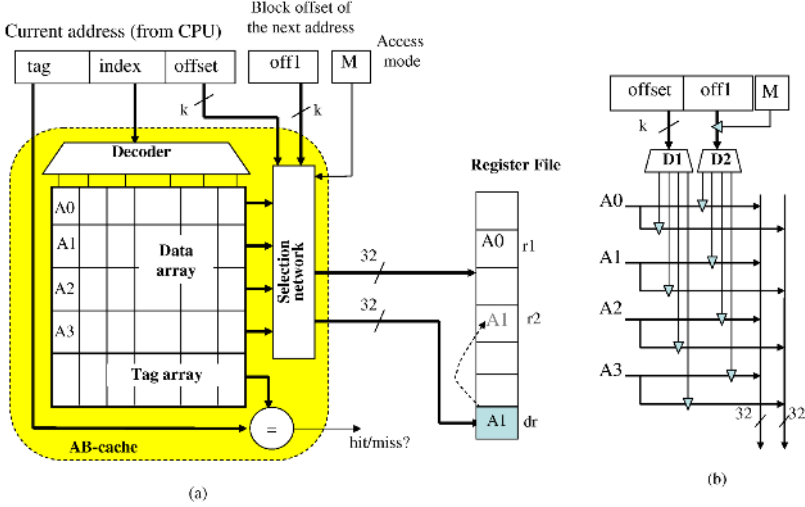 Block offset of
the next address
Current address (from CPU)
Access
mode
tag
index
offset
off1
M
k
k
Decoder
A0
A1
A2
A3
Data
array
Tag array
Selection
network
=
AB-cache
hit/miss?
32
32
Register File
A0
r1
A1
r2
A1
dr
(a)
offset
off1
M
k
D1
D2
A0
A1
A2
A3
32
32
(b)